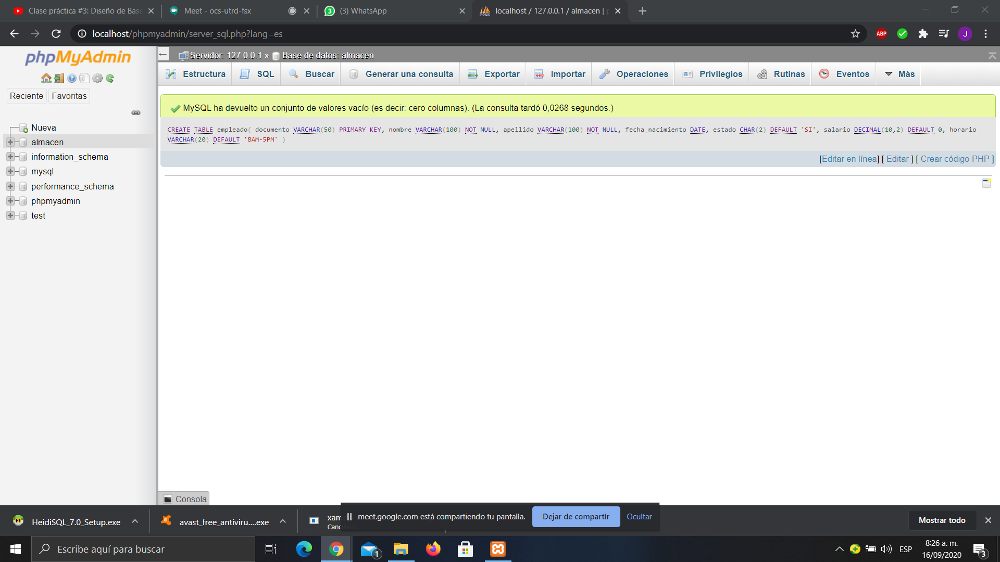 Clase práctica #3: Diseño de Base
Meet - ocs-utrd-fsx
(3) WhatsApp
localhost / 127.0.0.1 / almacen | p
localhost/phpmyadmin/server_sql.php?lang=es
ABP
J
phpMyAdmin
Reciente
Favoritas
Nueva
almacen
information_schema
mysql
performance_schema
phpmyadmin
test
Servidor: 127.0.0.1 » Base de datos: almacen
Estructura
SQL
Buscar
Generar una consulta
Exportar
Importar
Operaciones
Privilegios
Rutinas
Eventos
Más
MySQL ha devuelto un conjunto de valores vacío (es decir: cero columnas). (La consulta tardó 0,0268 segundos.)
CREATE TABLE empleado( documento VARCHAR(50) PRIMARY KEY, nombre VARCHAR(100) NOT NULL, apellido VARCHAR(100) NOT NULL, fecha_nacimiento DATE, estado CHAR(2) DEFAULT 'SI', salario DECIMAL(10,2) DEFAULT 0, horario
VARCHAR(20) DEFAULT '8AM-5PM' )
[Editar en línea] [ Editar ] [ Crear código PHP ]
Consola
HeidiSQL_7.0_Setup.exe
avast_free_antiviru....exe
xam
Canc
meet.google.com está compartiendo tu pantalla.
Dejar de compartir
Ocultar
Mostrar todo
Escribe aquí para buscar
1
ESP
8:26 a. m.
16/09/2020
3